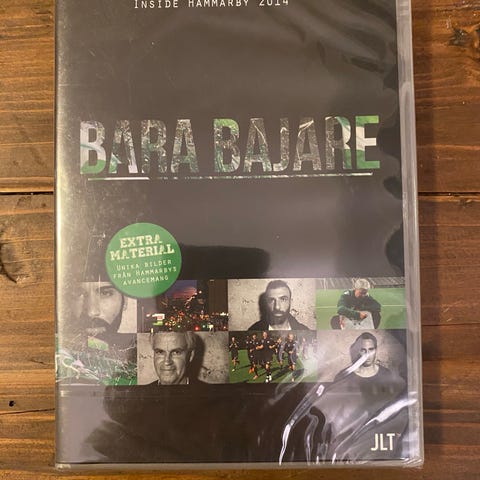 INSIDE HAMMARBY 2014
BARA BAJARE
EXTRA
MATERIAL
UNIKA BILDER
FRÅN HAMMARBYS
AVANCEMANG
JLT